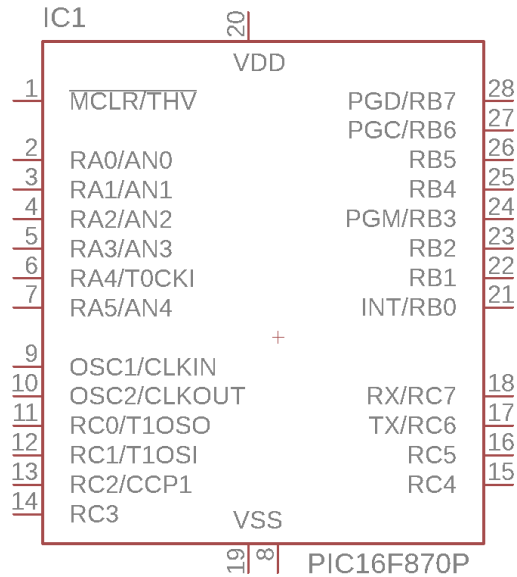 IC1
20
VDD
1 MCLR/THV PGD/RB7 28
PGC/RB6 27
2 RA0/AN0 RB5 26
3 RA1/AN1 RB4 25
4 RA2/AN2 PGM/RB3 24
5 RA3/AN3 RB2 23
6 RA4/T0CKI RB1 22
7 RA5/AN4 INT/RB0 21
9 OSC1/CLKIN
10 OSC2/CLKOUT RX/RC7 18
11 RC0/T1OSO TX/RC6 17
12 RC1/T1OSI RC5 16
13 RC2/CCP1 RC4 15
14 RC3
VSS
19 8
PIC16F870P